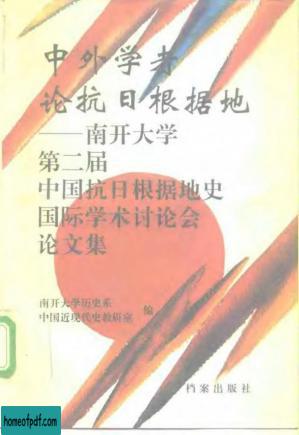 中外学者
论抗日根据地
——南开大学
第二届
中国抗日根据地史
国际学术讨论会
论文集
南开大学历史系
中国近现代史教研室
编
档案出版社
homeofpdf.com